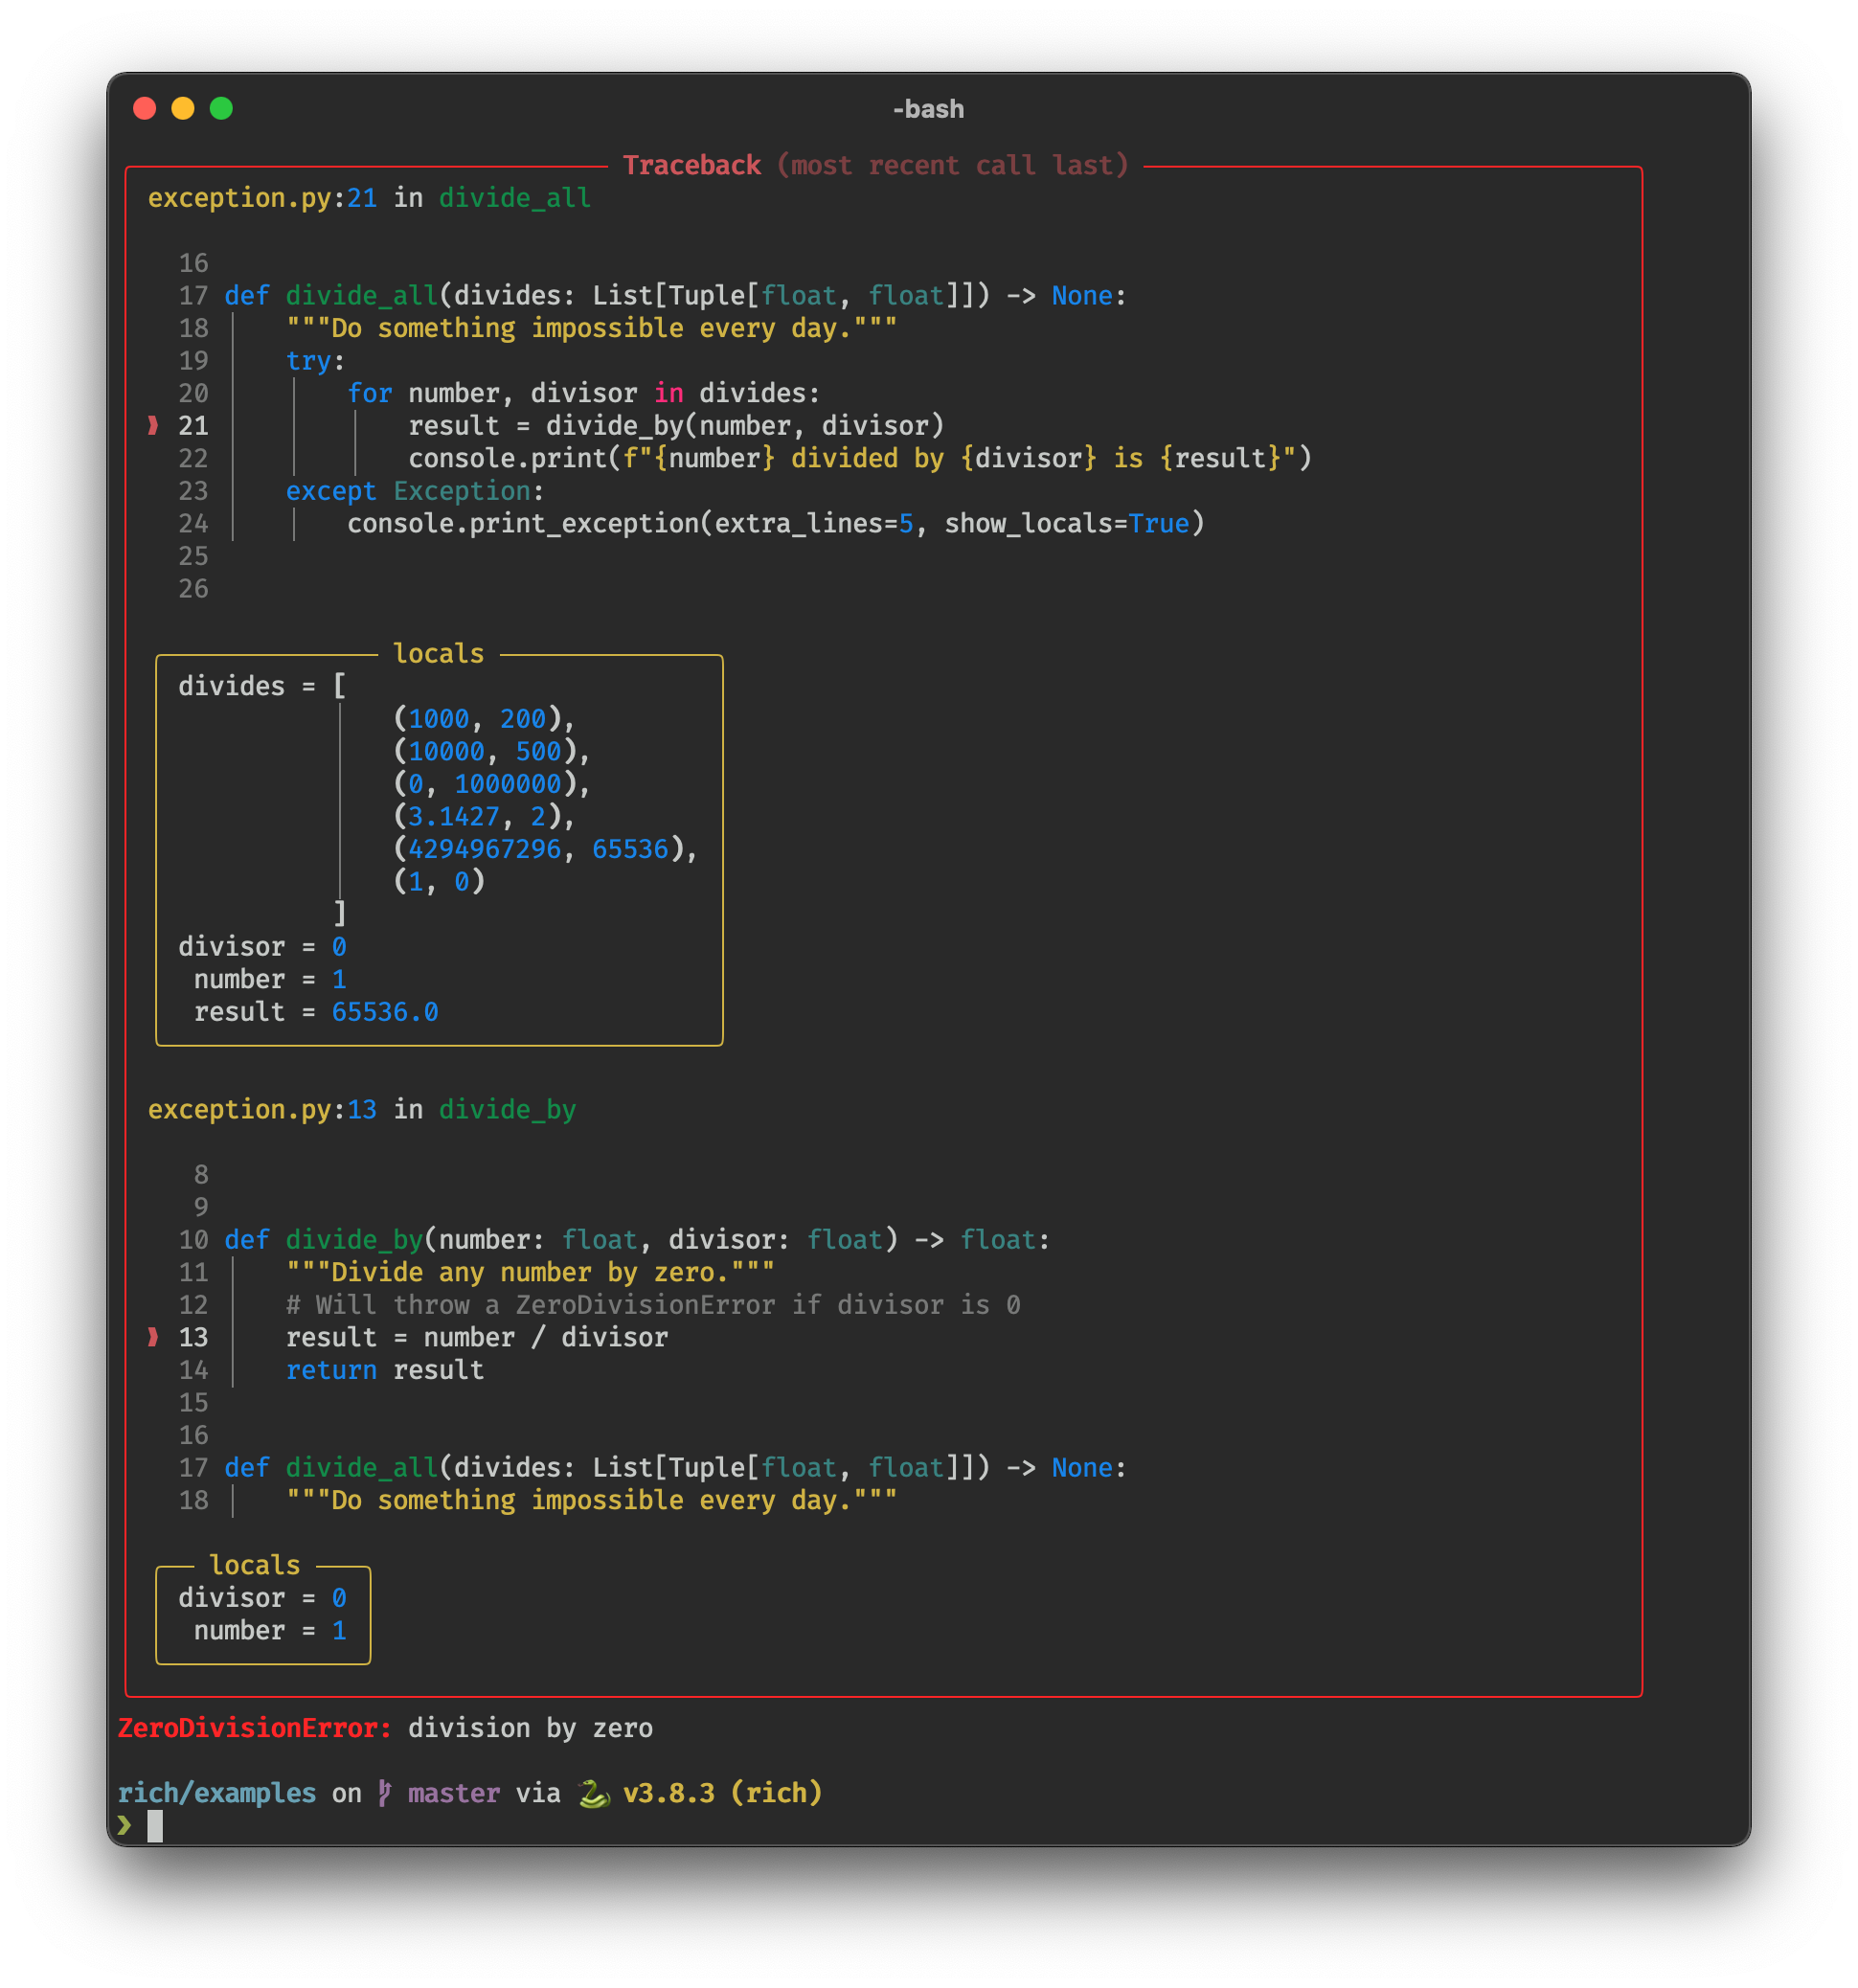 -bash
Traceback (most recent call last)
exception.py:21 in divide_all
16
17 def divide_all(divides: List[Tuple[float, float]]) -> None:
18     """Do something impossible every day."""
19     try:
20         for number, divisor in divides:
❱ 21             result = divide_by(number, divisor)
22             console.print(f"{number} divided by {divisor} is {result}")
23     except Exception:
24         console.print_exception(extra_lines=5, show_locals=True)
25
26
locals
divides = [
(1000, 200),
(10000, 500),
(0, 1000000),
(3.1427, 2),
(4294967296, 65536),
(1, 0)
]
divisor = 0
number = 1
result = 65536.0
exception.py:13 in divide_by
8
9
10 def divide_by(number: float, divisor: float) -> float:
11     """Divide any number by zero."""
12     # Will throw a ZeroDivisionError if divisor is 0
❱ 13     result = number / divisor
14     return result
15
16
17 def divide_all(divides: List[Tuple[float, float]]) -> None:
18     """Do something impossible every day."""
locals
divisor = 0
number = 1
ZeroDivisionError: division by zero
rich/examples on master via 🐍 v3.8.3 (rich)
❯